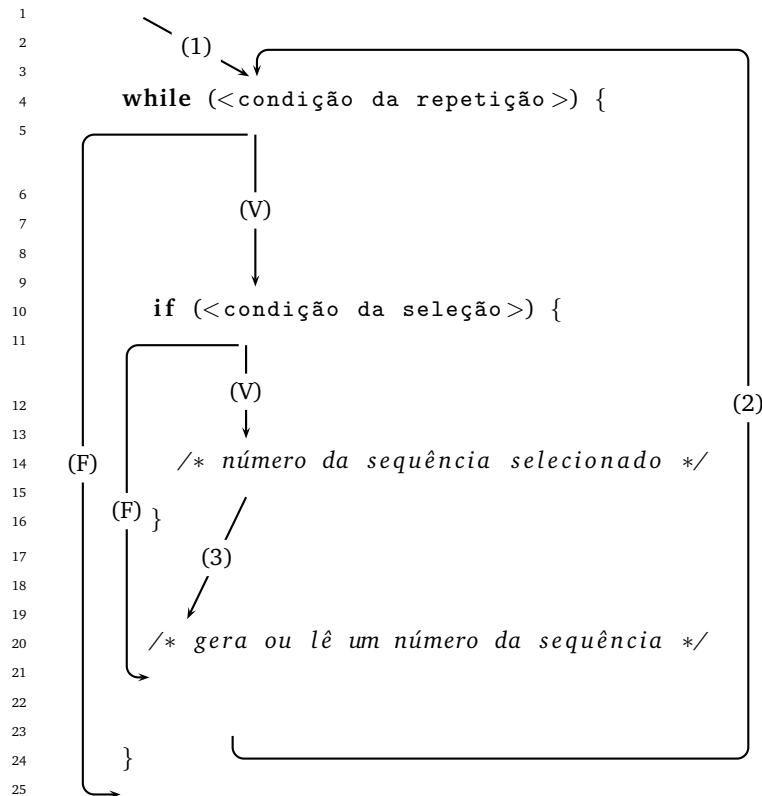 1
2 (1)
3
4 while (<condição da repetição>) {
5
6
7 (V)
8
9
10 if (<condição da seleção>) {
11
12 (V) (2)
13
14 (F) /* número da sequência selecionado */
15
16 (F) }
17 (3)
18
19
20 /* gera ou lê um número da sequência */
21
22
23
24 }
25